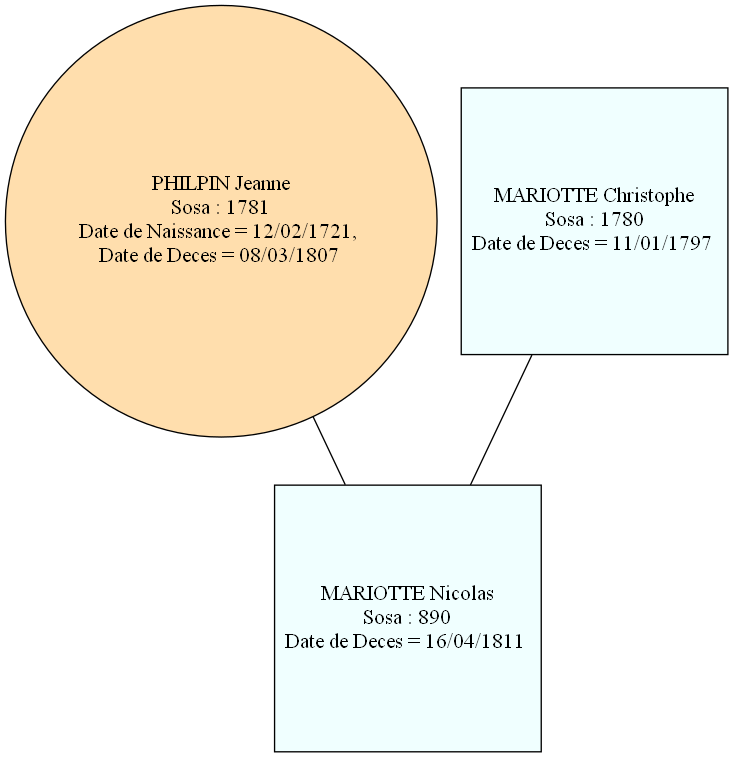 PHILPIN Jeanne
Sosa : 1781
Date de Naissance = 12/02/1721,
Date de Deces = 08/03/1807
MARIOTTE Christophe
Sosa : 1780
Date de Deces = 11/01/1797
MARIOTTE Nicolas
Sosa : 890
Date de Deces = 16/04/1811